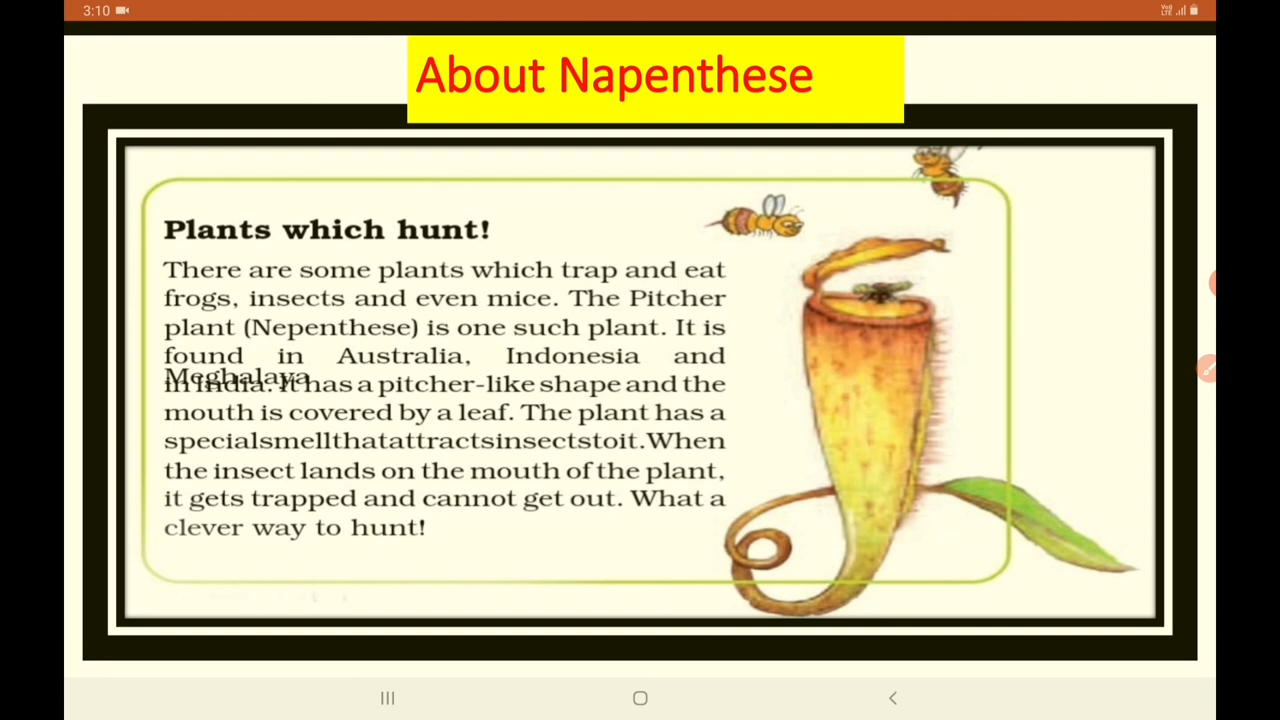 3:10
Vo)) LTE
About Napenthese
Plants which hunt!
There are some plants which trap and eat
frogs, insects and even mice. The Pitcher
plant (Nepenthese) is one such plant. It is
found in Australia, Indonesia and
Meghalaya
in India. It has a pitcher-like shape and the
mouth is covered by a leaf. The plant has a
specialsmellthatattractsinsectstoit.When
the insect lands on the mouth of the plant,
it gets trapped and cannot get out. What a
clever way to hunt!